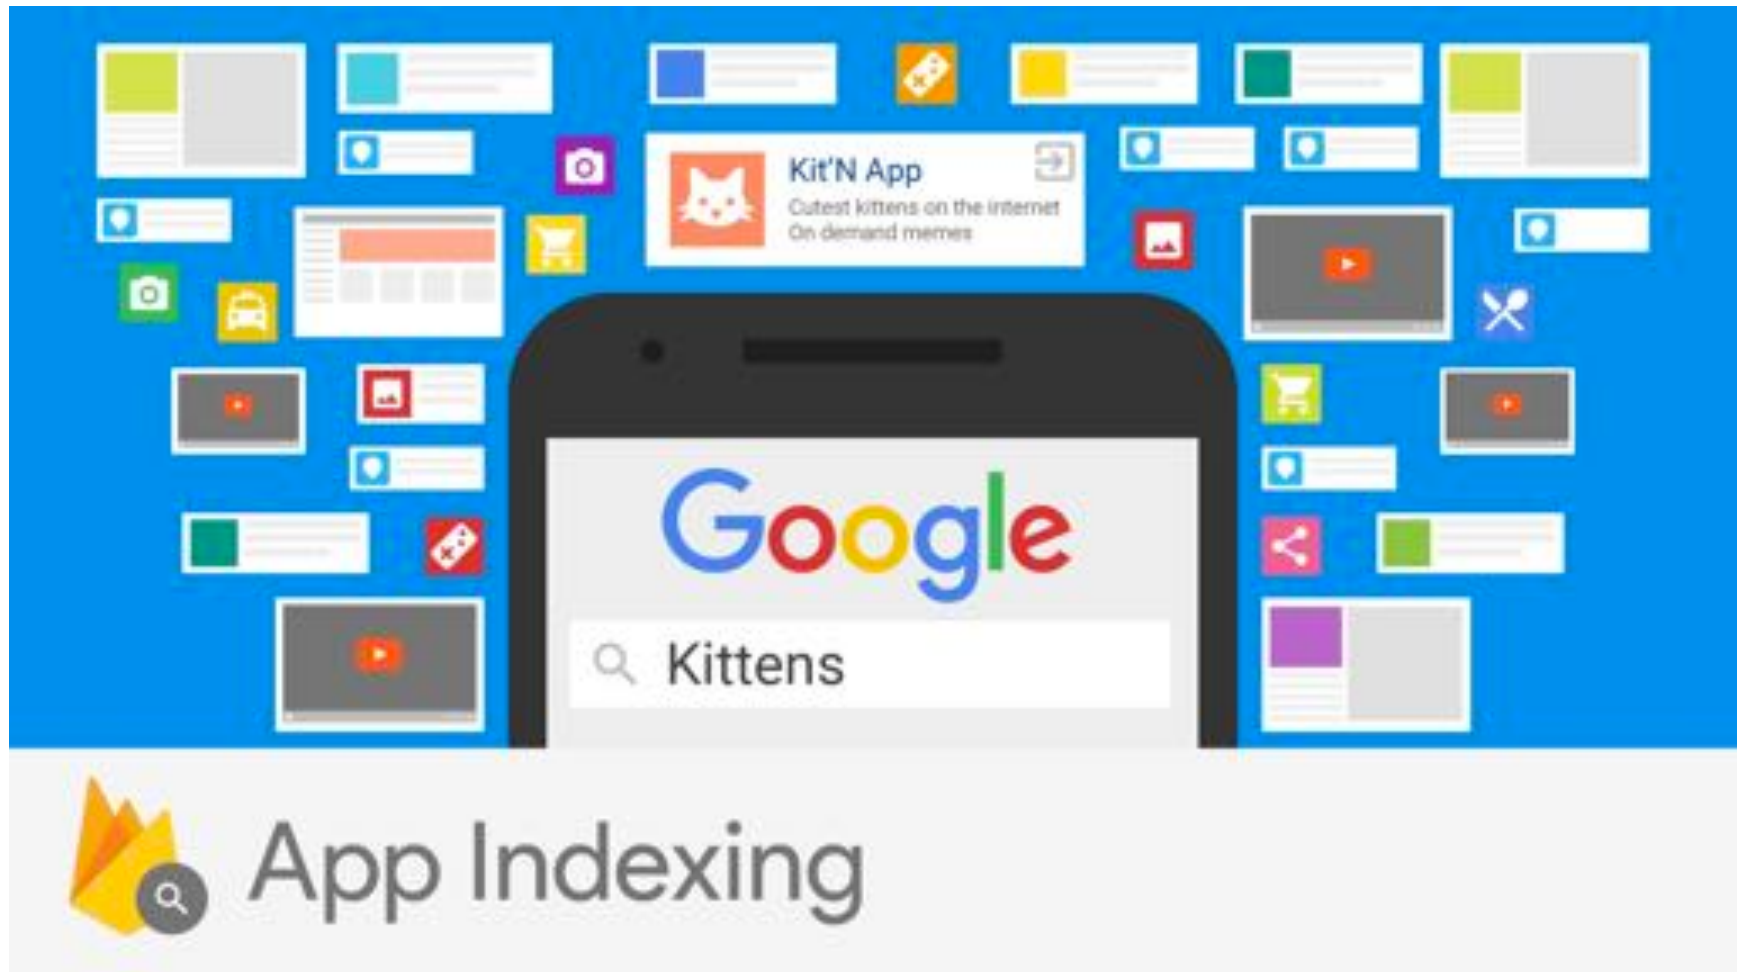 Kit'N App
Cutest kittens on the internet
On demand memes
Google
Kittens
App Indexing